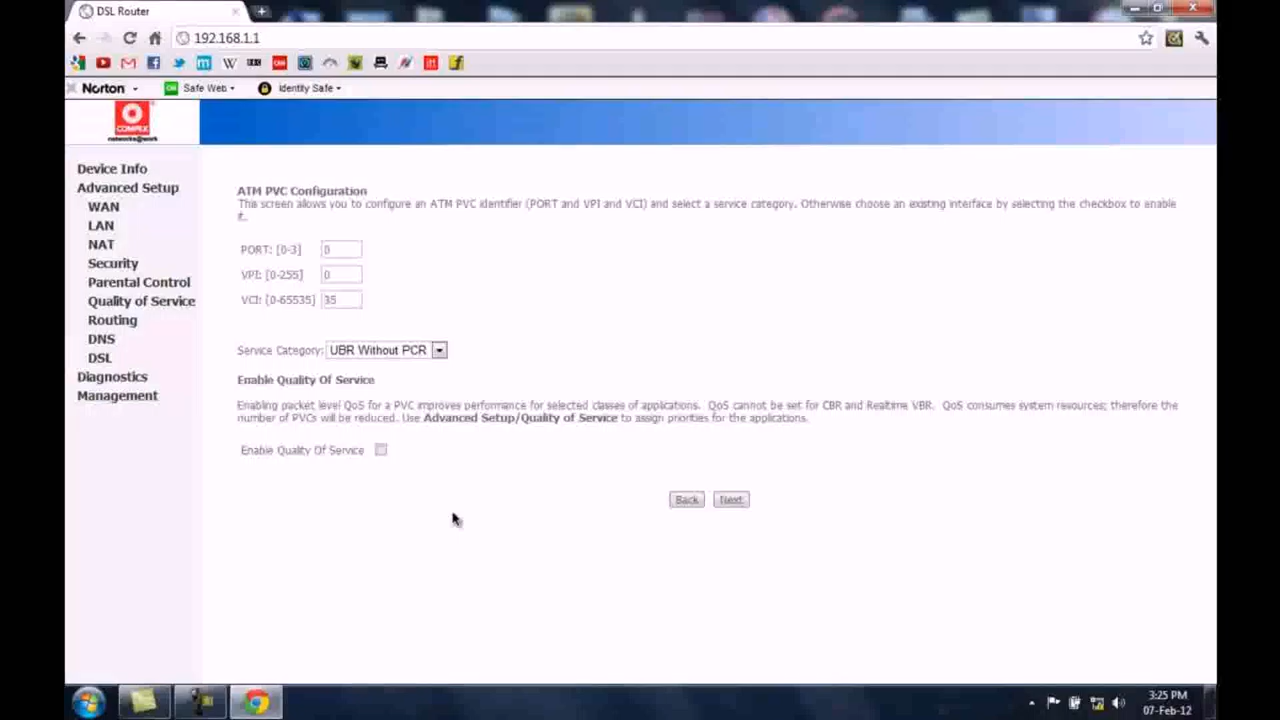 DSL Router
192.168.1.1
Norton
Safe Web
Identity Safe
COMPEX
networks@work
Device Info
Advanced Setup
WAN
LAN
NAT
Security
Parental Control
Quality of Service
Routing
DNS
DSL
Diagnostics
Management
ATM PVC Configuration
This screen allows you to configure an ATM PVC identifier (PORT and VPI and VCI) and select a service category. Otherwise choose an existing interface by selecting the checkbox to enable
it.
PORT: [0-3] 0
VPI: [0-255] 0
VCI: [0-65535] 35
Service Category: UBR Without PCR
Enable Quality Of Service
Enabling packet level QoS for a PVC improves performance for selected classes of applications. QoS cannot be set for CBR and Realtime VBR. QoS consumes system resources; therefore the
number of PVCs will be reduced. Use Advanced Setup/Quality of Service to assign priorities for the applications.
Enable Quality Of Service
Back Next
3:25 PM
07-Feb-12